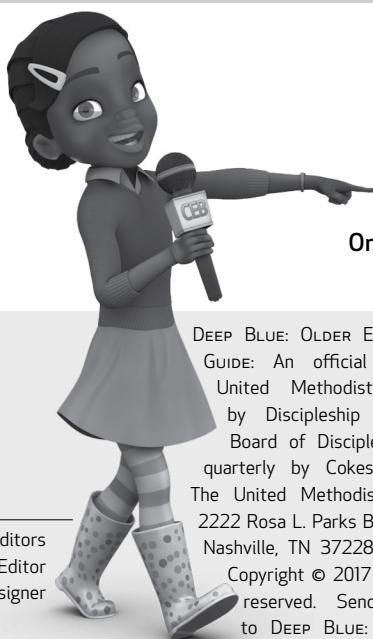 CEB
Or
DEEP BLUE: OLDER E
GUIDE: An official
United Methodist
by Discipleship
Board of Disciple
quarterly by Cokes
The United Methodis
2222 Rosa L. Parks B
Nashville, TN 37228
Copyright © 2017
reserved. Send
to DEEP BLUE:
ditors
Editor
signer